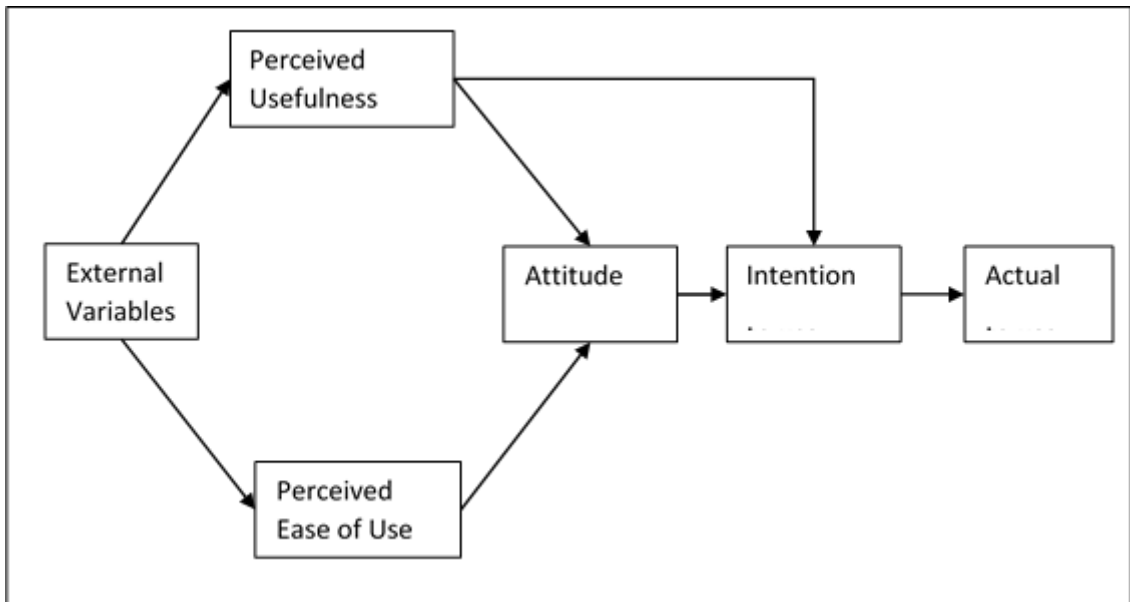 Perceived
Usefulness
External
Variables
Attitude
Intention
Actual
Perceived
Ease of Use